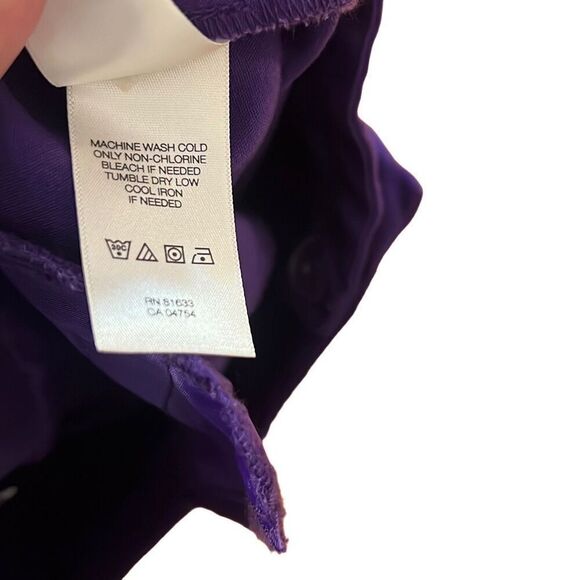 MACHINE WASH COLD
ONLY NON-CHLORINE
BLEACH IF NEEDED
TUMBLE DRY LOW
COOL IRON
IF NEEDED
30C
RN 81633
CA 04754